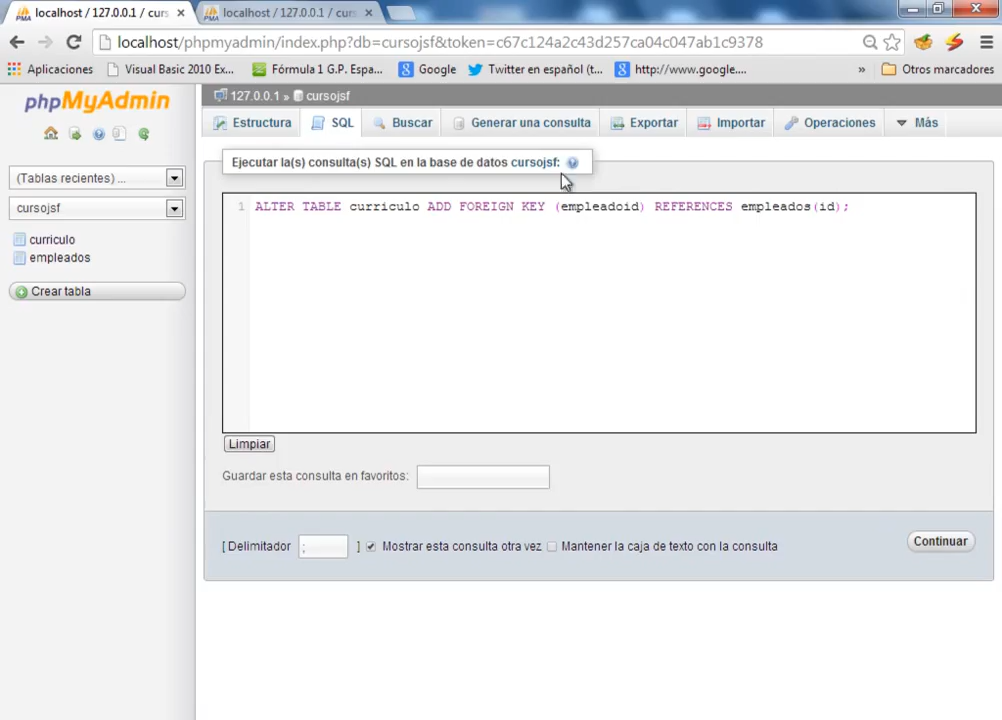 localhost / 127.0.0.1 / curs
localhost / 127.0.0.1 / curs
localhost/phpmyadmin/index.php?db=cursojsf&token=c67c124a2c43d257ca04c047ab1c9378
Aplicaciones Visual Basic 2010 Ex... Fórmula 1 G.P. Espa... Google Twitter en español (t... http://www.google.... » Otros marcadores
phpMyAdmin
(Tablas recientes) ...
cursojsf
curriculo
empleados
Crear tabla
127.0.0.1 » cursojsf
Estructura SQL Buscar Generar una consulta Exportar Importar Operaciones Más
Ejecutar la(s) consulta(s) SQL en la base de datos cursojsf:
1 ALTER TABLE curriculo ADD FOREIGN KEY (empleadoid) REFERENCES empleados(id);
Limpiar
Guardar esta consulta en favoritos:
[ Delimitador ; ] Mostrar esta consulta otra vez Mantener la caja de texto con la consulta
Continuar